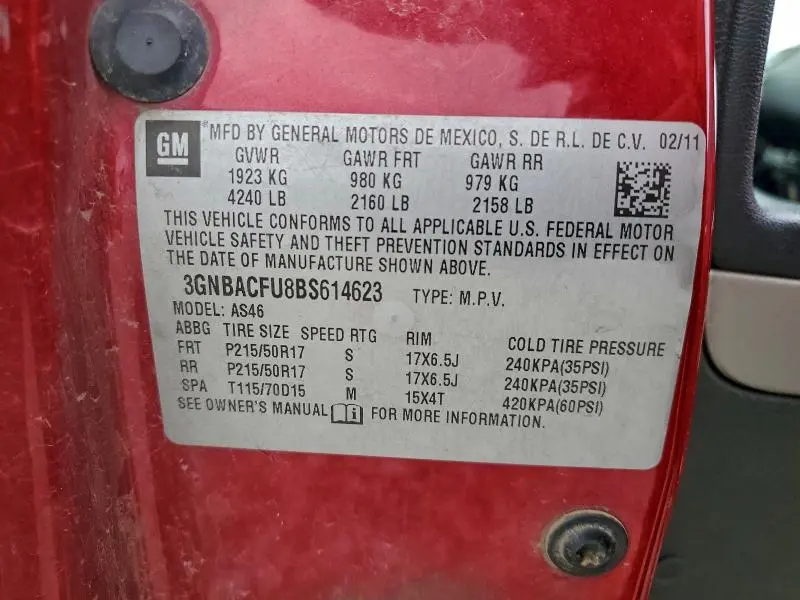 GM
MFD BY GENERAL MOTORS DE MEXICO, S. DE R.L. DE C.V. 02/11
GVWR GAWR FRT GAWR RR
1923 KG 980 KG 979 KG
4240 LB 2160 LB 2158 LB
THIS VEHICLE CONFORMS TO ALL APPLICABLE U.S. FEDERAL MOTOR
VEHICLE SAFETY AND THEFT PREVENTION STANDARDS IN EFFECT ON
THE DATE OF MANUFACTURE SHOWN ABOVE.
3GNBACFU8BS614623 TYPE: M.P.V.
MODEL: AS46
ABBG TIRE SIZE SPEED RTG RIM COLD TIRE PRESSURE
FRT P215/50R17 S 17X6.5J 240KPA(35PSI)
RR P215/50R17 S 17X6.5J 240KPA(35PSI)
SPA T115/70D15 M 15X4T 420KPA(60PSI)
SEE OWNER'S MANUAL i FOR MORE INFORMATION.